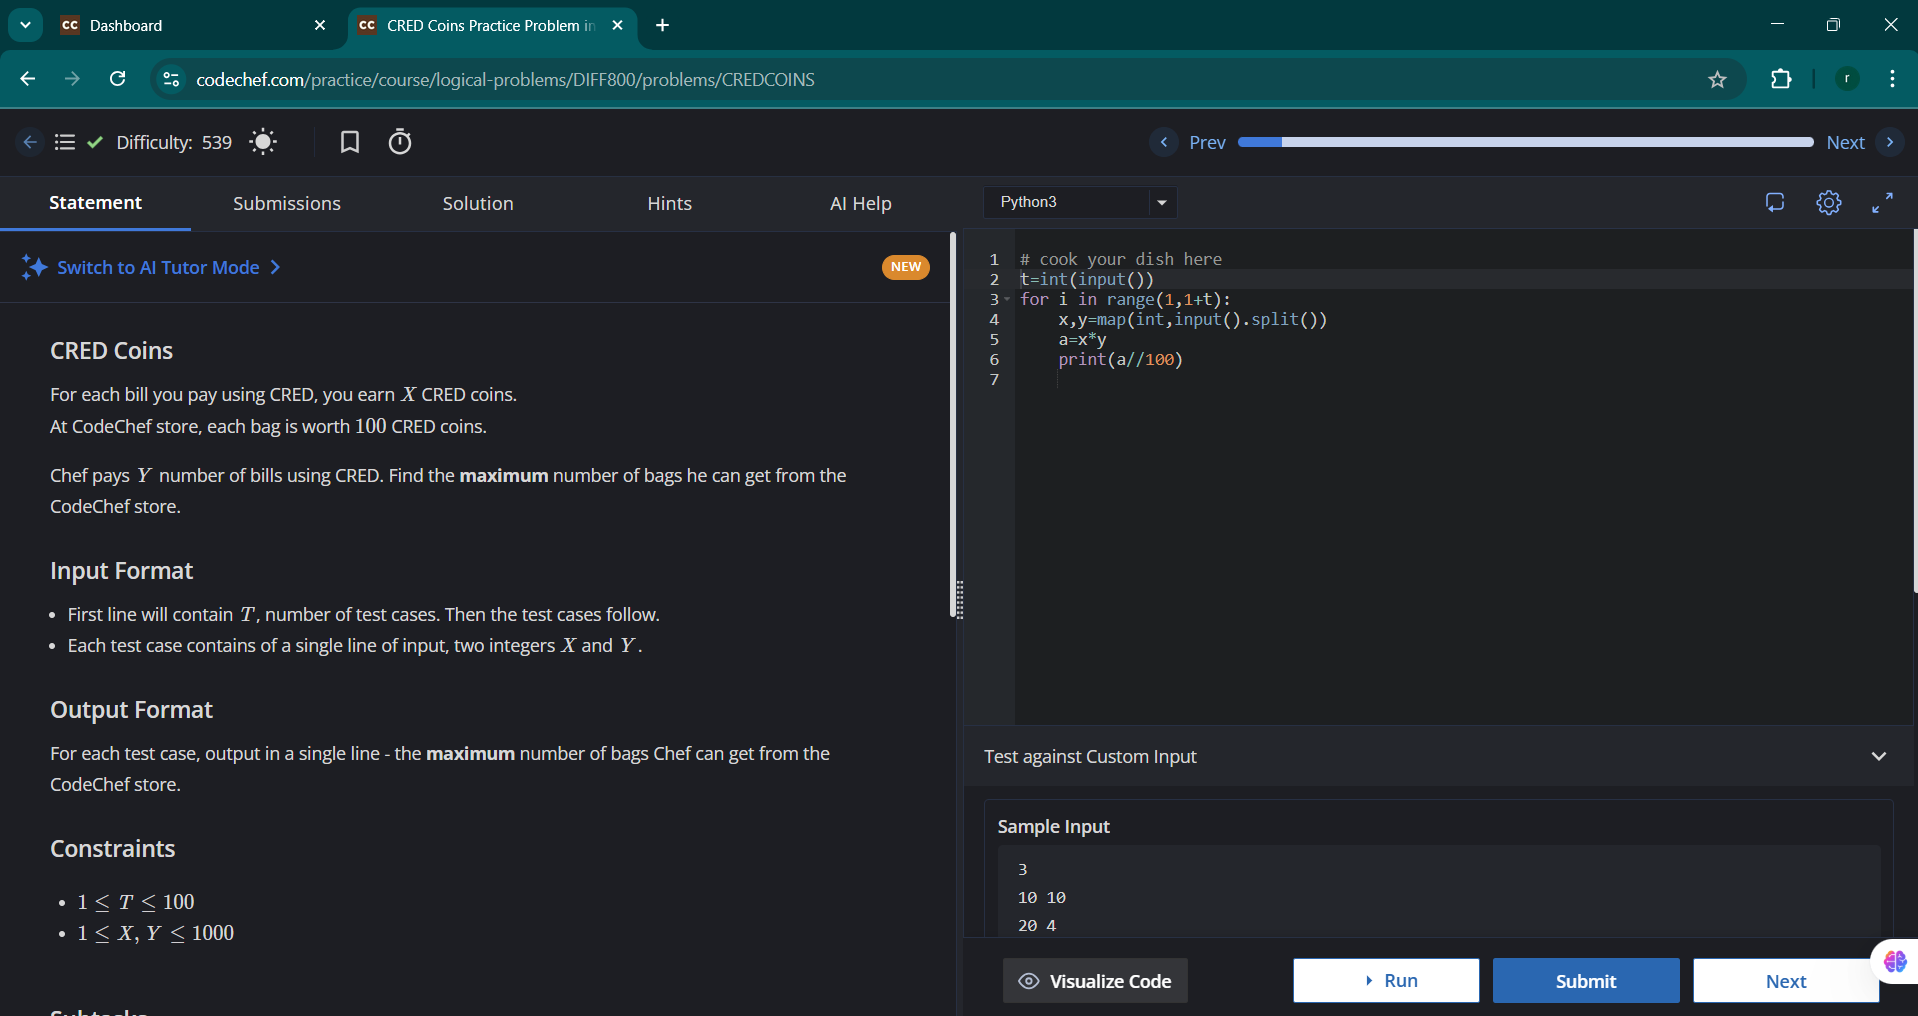 CC Dashboard
CC CRED Coins Practice Problem in
codechef.com/practice/course/logical-problems/DIFF800/problems/CREDCOINS
r
Difficulty: 539
Prev
Next
Statement
Submissions
Solution
Hints
AI Help
Switch to AI Tutor Mode
NEW
CRED Coins
For each bill you pay using CRED, you earn X CRED coins.
At CodeChef store, each bag is worth 100 CRED coins.
Chef pays Y number of bills using CRED. Find the maximum number of bags he can get from the
CodeChef store.
Input Format
• First line will contain T, number of test cases. Then the test cases follow.
• Each test case contains of a single line of input, two integers X and Y.
Output Format
For each test case, output in a single line - the maximum number of bags Chef can get from the
CodeChef store.
Constraints
• 1 ≤ T ≤ 100
• 1 ≤ X, Y ≤ 1000
Subtasks
Python3
1 # cook your dish here
2 t=int(input())
3 for i in range(1,1+t):
4     x,y=map(int,input().split())
5     a=x*y
6     print(a//100)
7
Test against Custom Input
Sample Input
3
10 10
20 4
Visualize Code
Run
Submit
Next